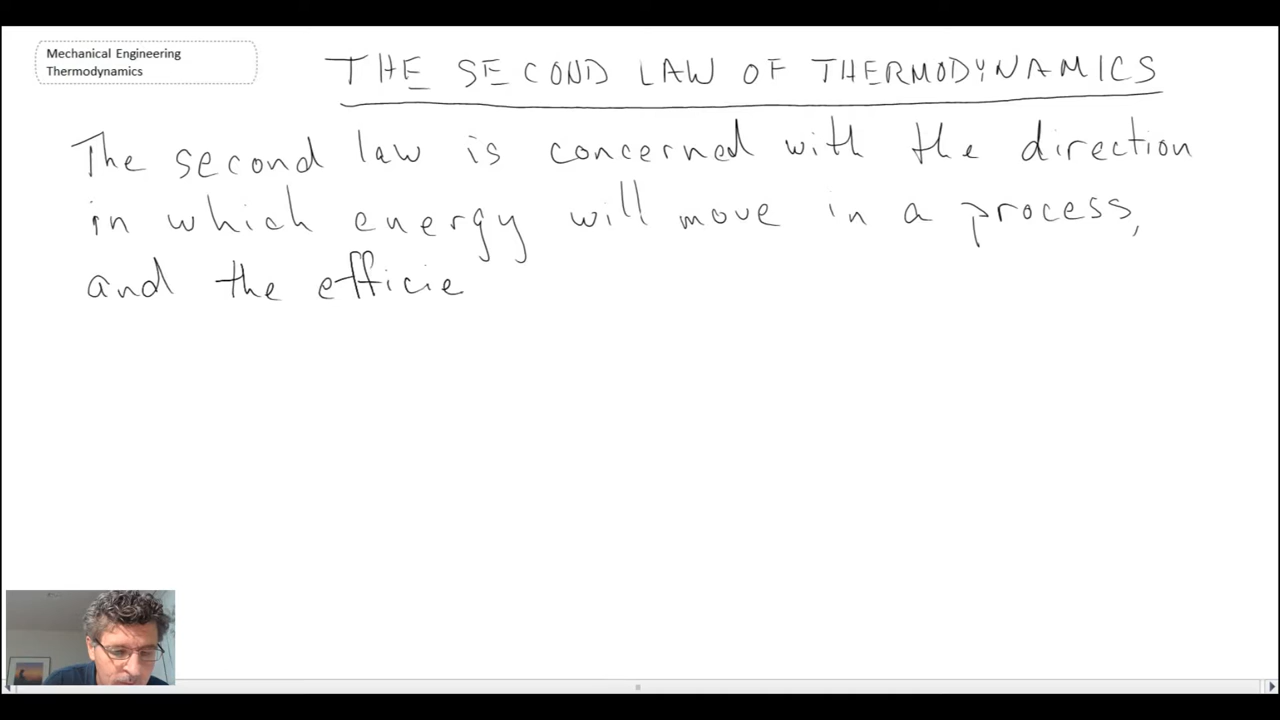 Mechanical Engineering
Thermodynamics
THE SECOND LAW OF THERMODYNAMICS
The second law is concerned with the direction
in which energy will move in a process,
and the efficie